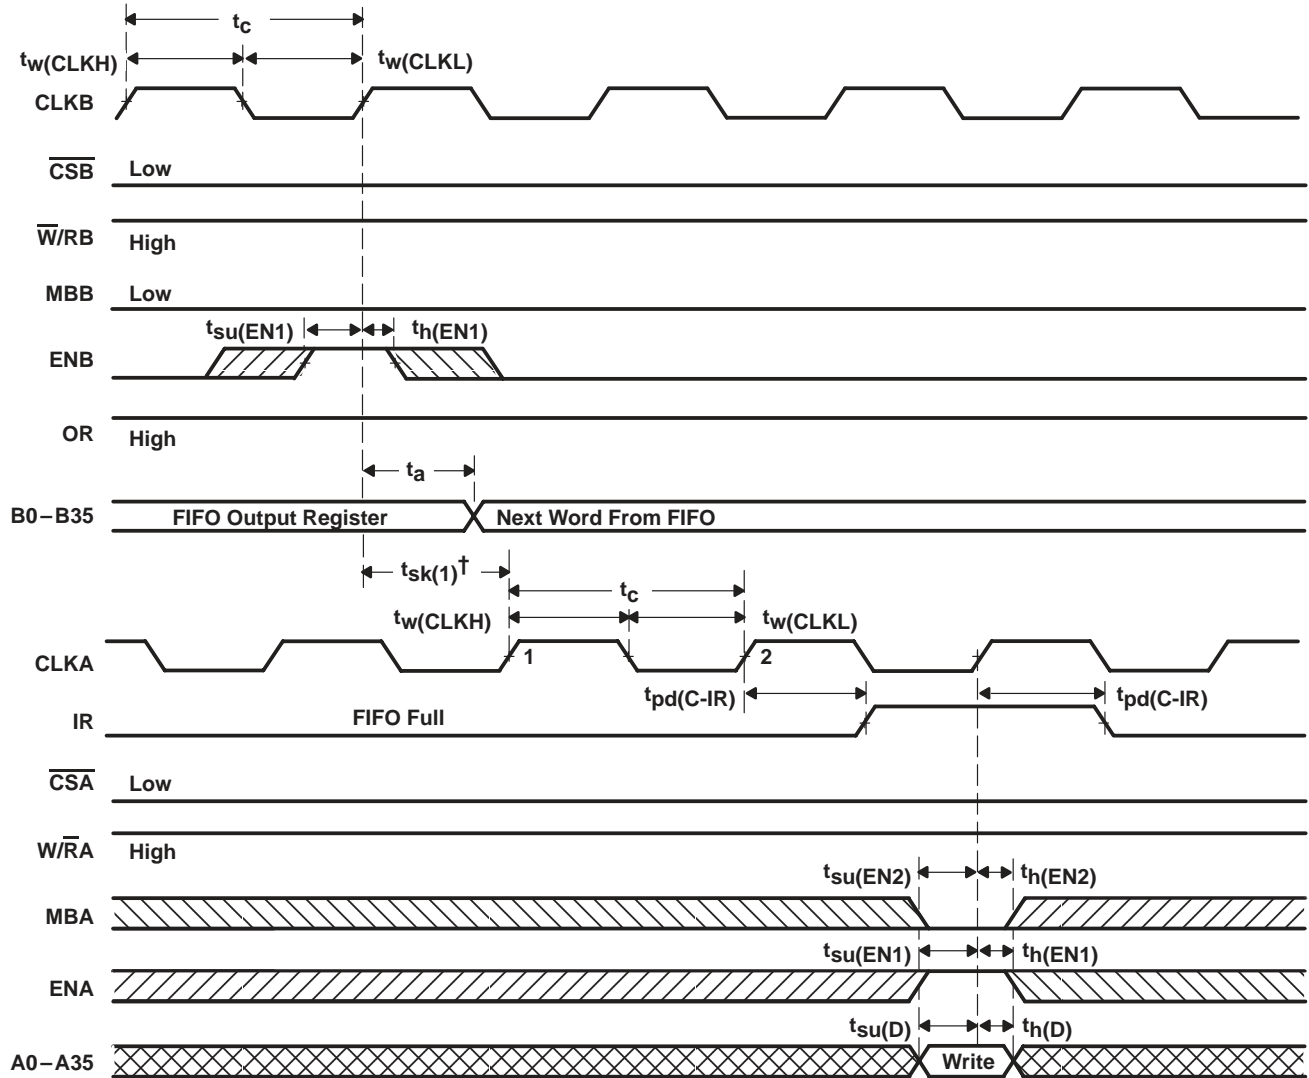 tc
tw(CLKH) tw(CLKL)
CLKB
CSB Low
W/RB High
MBB Low
tsu(EN1) th(EN1)
ENB
OR High
ta
B0–B35 FIFO Output Register Next Word From FIFO
tsk(1)†
tc
tw(CLKH) tw(CLKL)
CLKA 1 2
tpd(C-IR) tpd(C-IR)
IR FIFO Full
CSA Low
W/RA High
tsu(EN2) th(EN2)
MBA
tsu(EN1) th(EN1)
ENA
tsu(D) th(D)
A0–A35 Write